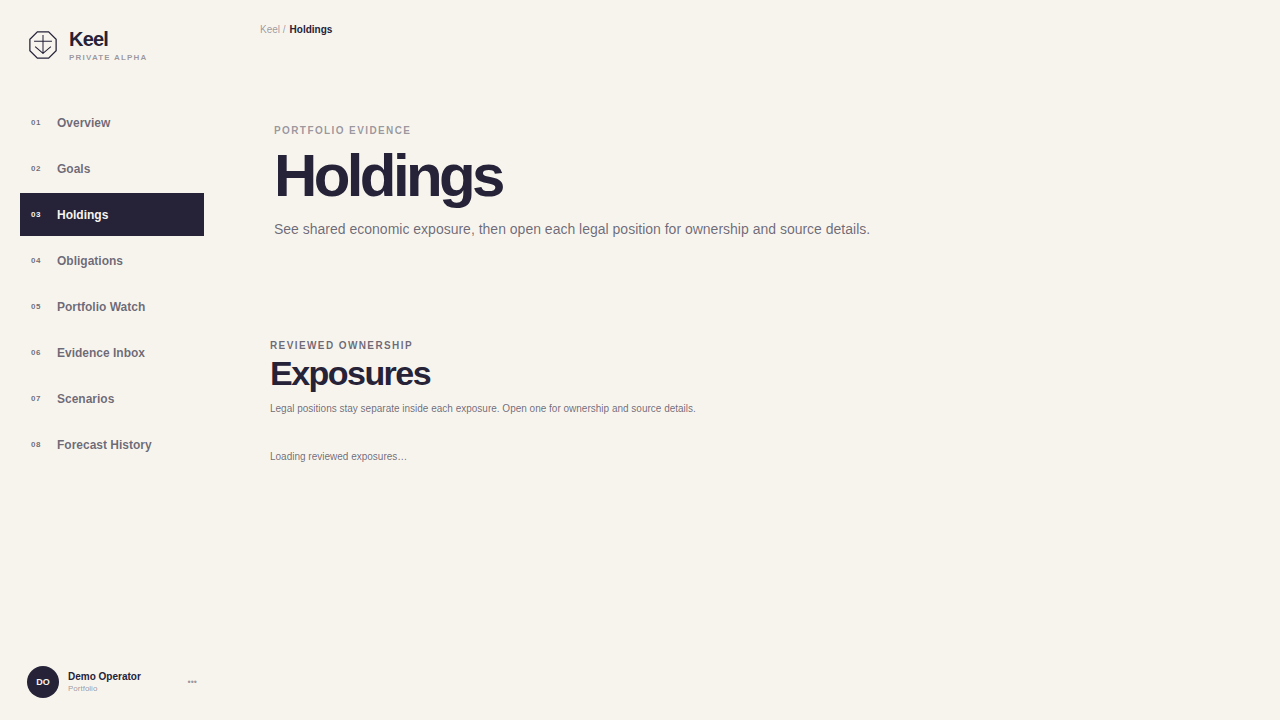 Keel
PRIVATE ALPHA
01 Overview
02 Goals
03 Holdings
04 Obligations
05 Portfolio Watch
06 Evidence Inbox
07 Scenarios
08 Forecast History
DO
Demo Operator
Portfolio
•••
Keel / Holdings
PORTFOLIO EVIDENCE
Holdings
See shared economic exposure, then open each legal position for ownership and source details.
REVIEWED OWNERSHIP
Exposures
Legal positions stay separate inside each exposure. Open one for ownership and source details.
Loading reviewed exposures…